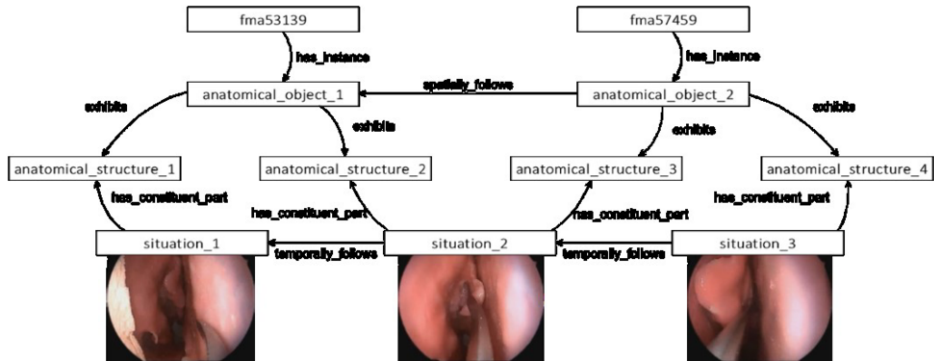 fma53139
fma57459
has_instance
has_instance
anatomical_object_1
spatially_follows
anatomical_object_2
exhibits
exhibits
exhibits
exhibits
anatomical_structure_1
anatomical_structure_2
anatomical_structure_3
anatomical_structure_4
has_constituent_part
has_constituent_part
has_constituent_part
has_constituent_part
situation_1
temporally_follows
situation_2
temporally_follows
situation_3